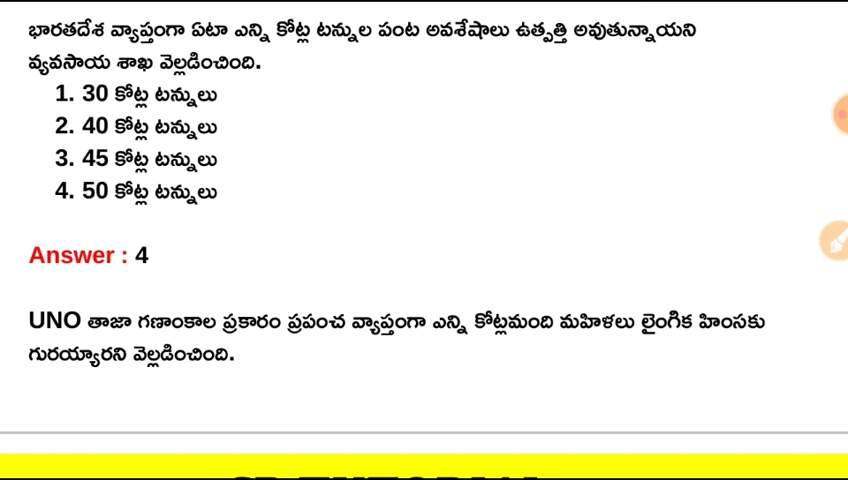 భారతదేశ వ్యాప్తంగా ఏటా ఎన్ని కోట్ల టన్నుల పంట అవశేషాలు ఉత్పత్తి అవుతున్నాయని
వ్యవసాయ శాఖ వెల్లడించింది.
1. 30 కోట్ల టన్నులు
2. 40 కోట్ల టన్నులు
3. 45 కోట్ల టన్నులు
4. 50 కోట్ల టన్నులు
Answer : 4
UNO తాజా గణాంకాల ప్రకారం ప్రపంచ వ్యాప్తంగా ఎన్ని కోట్లమంది మహిళలు లైంగిక హింసకు
గురయ్యారని వెల్లడించింది.